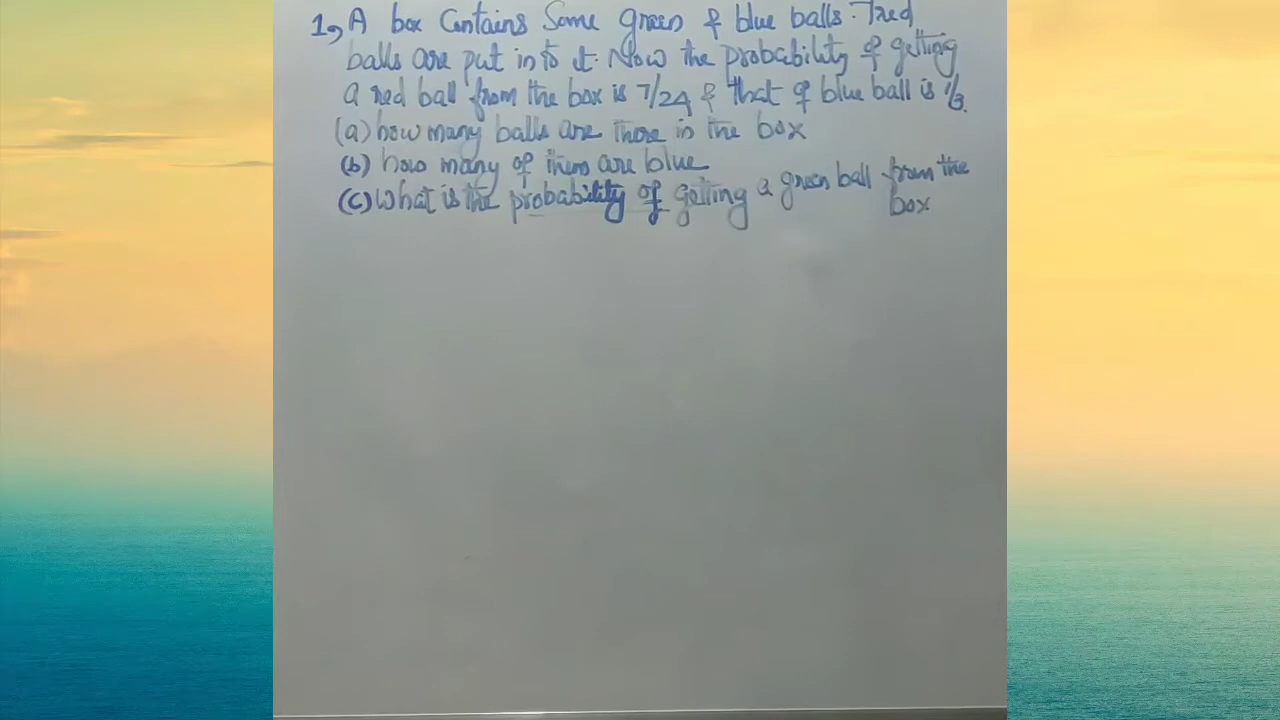 1, A box Contains Some green & blue balls. 7 red
balls are put into it. Now the probability of getting
a red ball from the box is 7/24 & that of blue ball is 1/3.
(a) how many balls are there in the box
(b) how many of them are blue
(c) What is the probability of getting a green ball from the
box